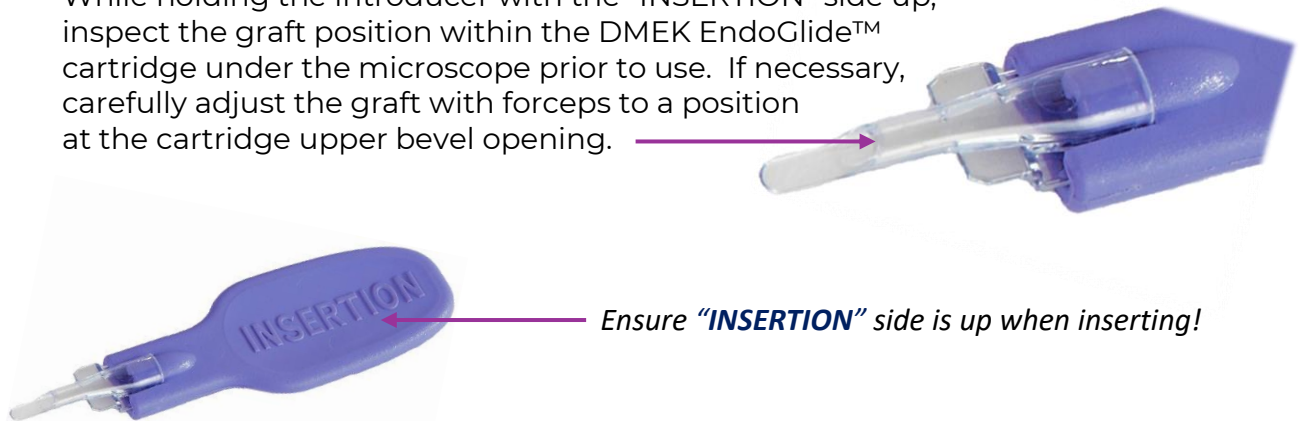 While holding the introducer with the "INSERTION" side up,
inspect the graft position within the DMEK EndoGlide™
cartridge under the microscope prior to use. If necessary,
carefully adjust the graft with forceps to a position
at the cartridge upper bevel opening.
INSERTION
Ensure "INSERTION" side is up when inserting!